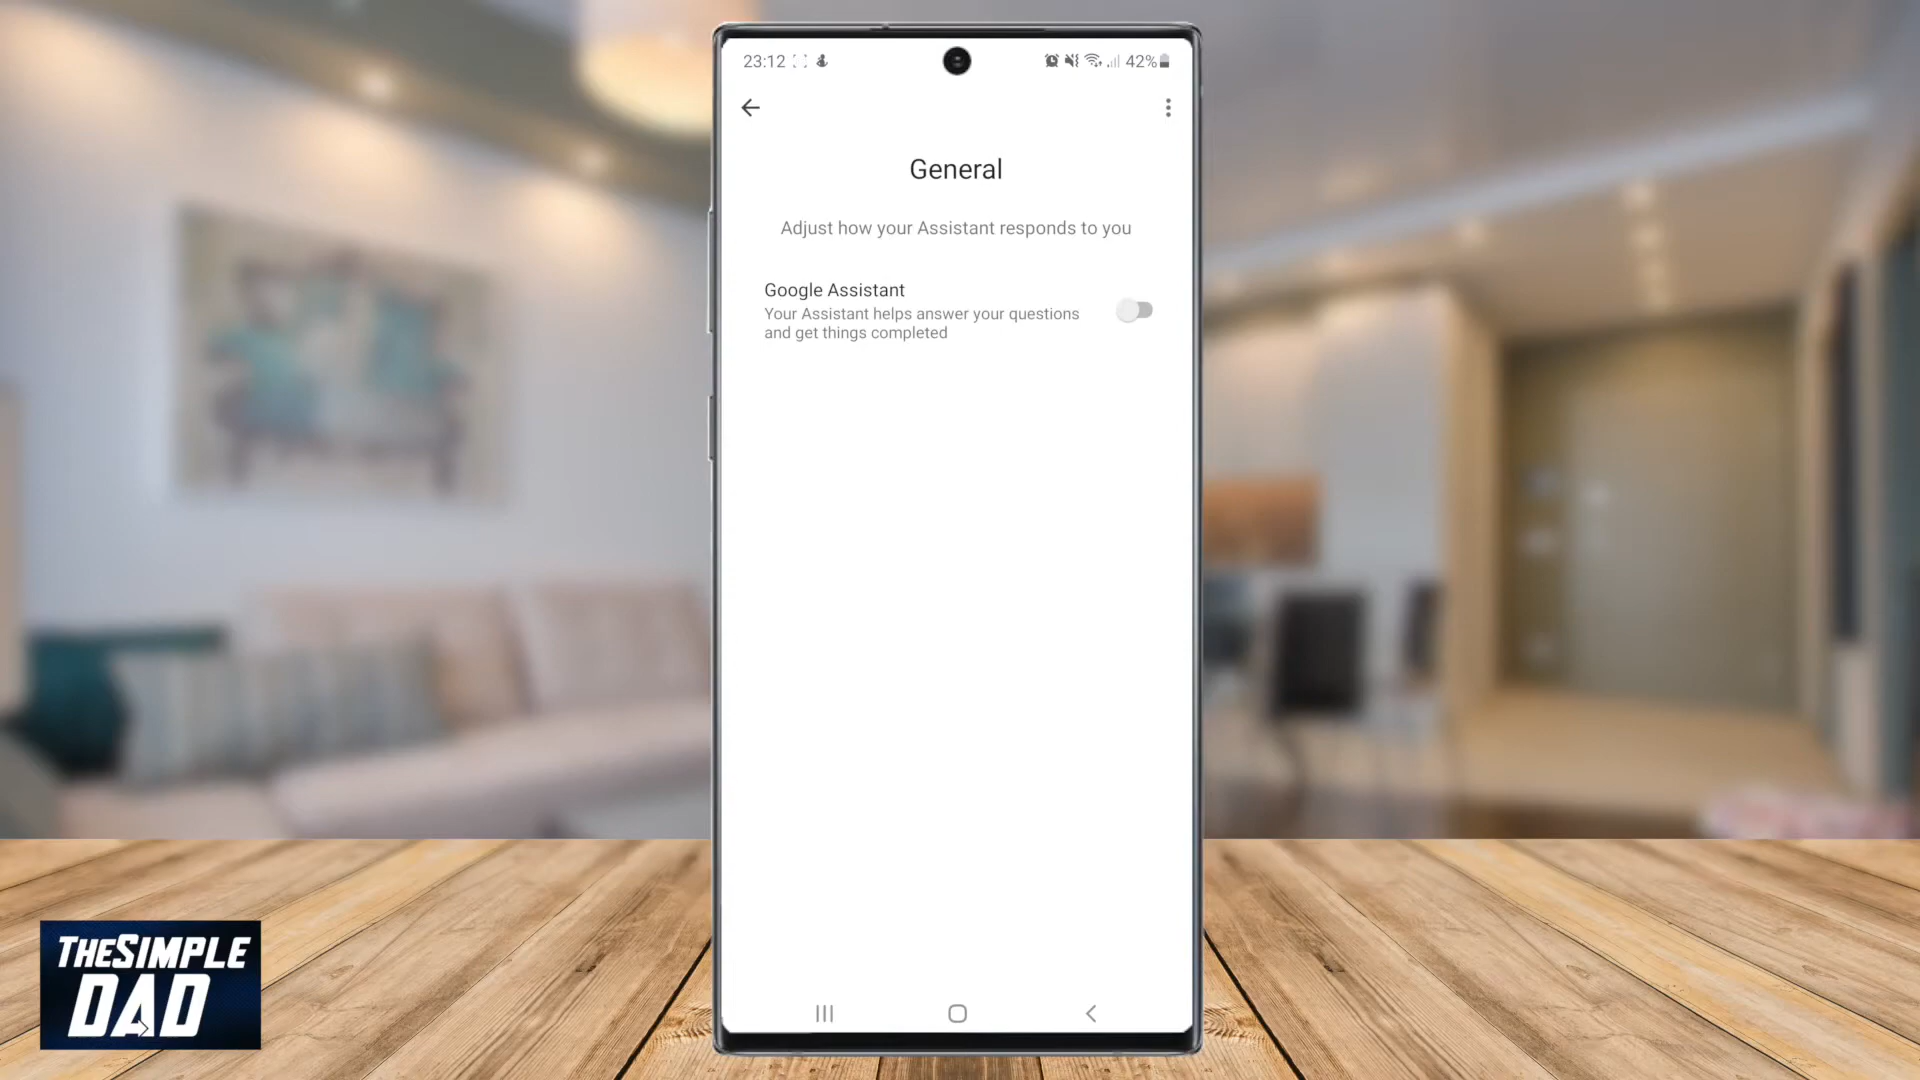 23:12
42%
General
Adjust how your Assistant responds to you
Google Assistant
Your Assistant helps answer your questions
and get things completed
THESIMPLE
DAD